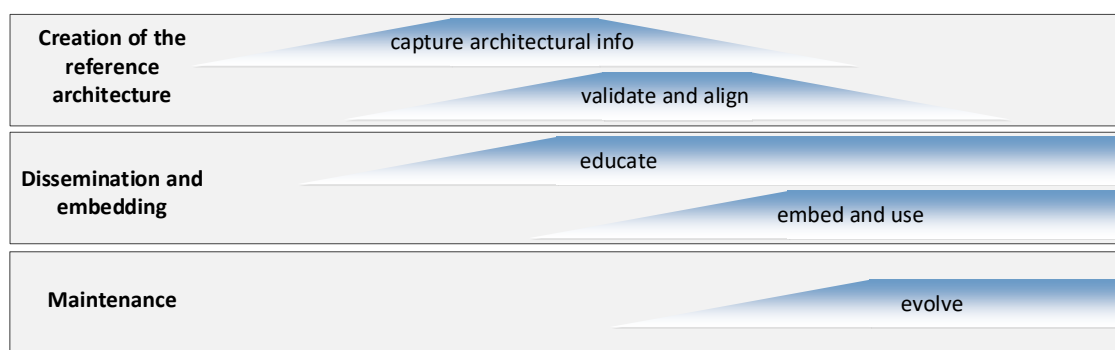 Creation of the
reference
architecture
capture architectural info
validate and align
Dissemination and
embedding
educate
embed and use
Maintenance
evolve